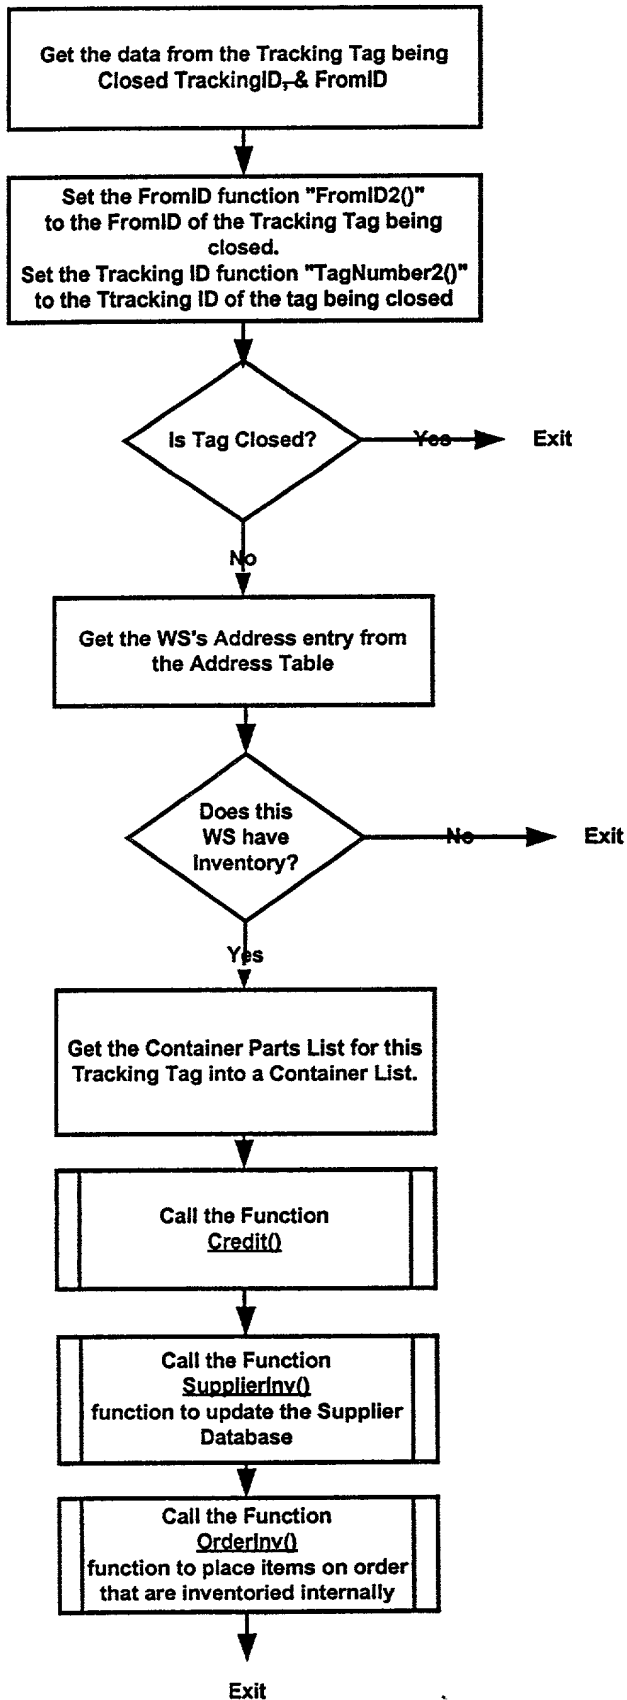 Get the data from the Tracking Tag being
Closed TrackingID, & FromID
Set the FromID function "FromID2()"
to the FromID of the Tracking Tag being
closed.
Set the Tracking ID function "TagNumber2()"
to the Ttracking ID of the tag being closed
Is Tag Closed?
Yes
Exit
No
Get the WS's Address entry from
the Address Table
Does this
WS have
Inventory?
No
Exit
Yes
Get the Container Parts List for this
Tracking Tag into a Container List.
Call the Function
Credit()
Call the Function
SupplierInv()
function to update the Supplier
Database
Call the Function
OrderInv()
function to place items on order
that are inventoried internally
Exit